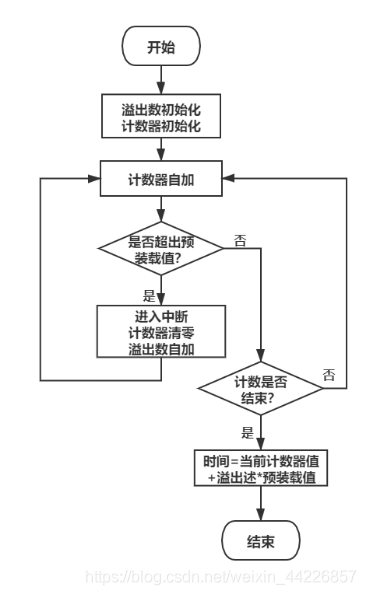 开始
溢出数初始化
计数器初始化
计数器自加
是否超出预
装载值?
否
是
进入中断
计数器清零
溢出数自加
计数是否
结束?
否
是
时间=当前计数器值
+溢出述*预装载值
结束
https://blog.csdn.net/weixin_44226857